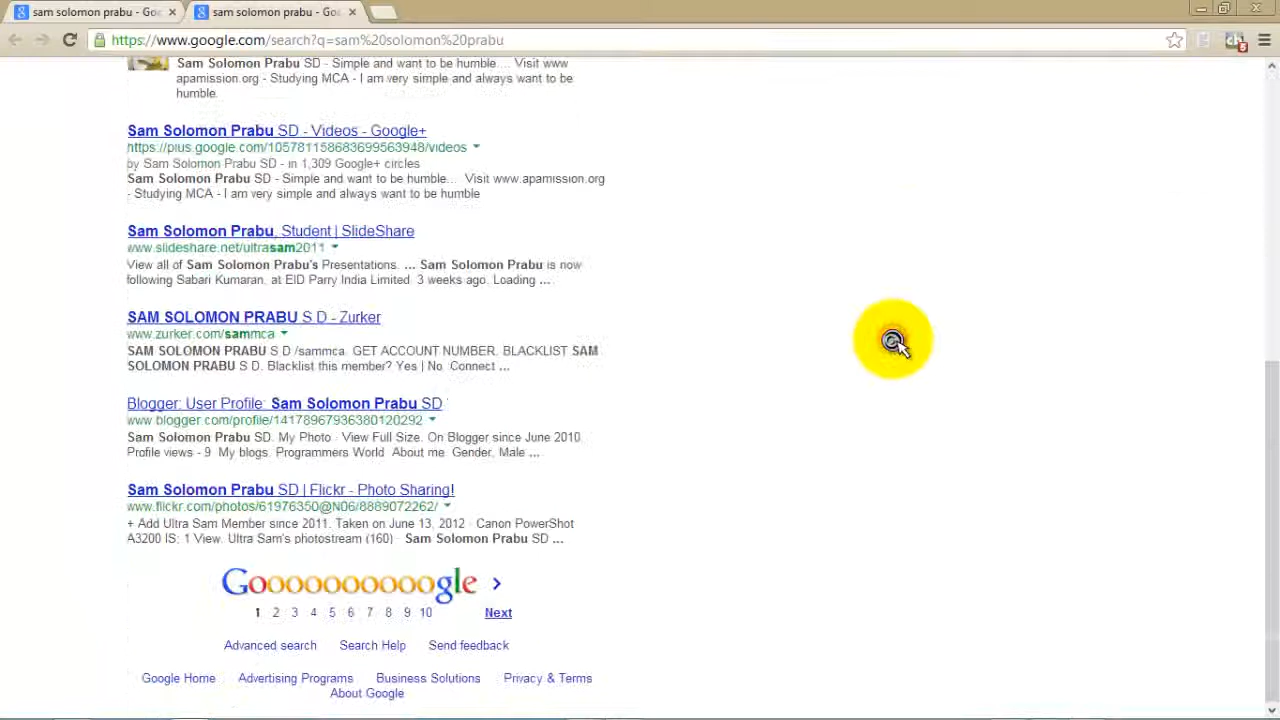 sam solomon prabu - Goo
sam solomon prabu - Goo
https://www.google.com/search?q=sam%20solomon%20prabu
Sam Solomon Prabu SD - Simple and want to be humble.... Visit www
apamission.org - Studying MCA - I am very simple and always want to be
humble.
Sam Solomon Prabu SD - Videos - Google+
https://plus.google.com/105781158683699563948/videos
by Sam Solomon Prabu SD - in 1,309 Google+ circles
Sam Solomon Prabu SD - Simple and want to be humble... Visit www.apamission.org
- Studying MCA - I am very simple and always want to be humble
Sam Solomon Prabu, Student | SlideShare
www.slideshare.net/ultrasam2011
View all of Sam Solomon Prabu's Presentations. ... Sam Solomon Prabu is now
following Sabari Kumaran, at EID Parry India Limited. 3 weeks ago. Loading ...
SAM SOLOMON PRABU S D - Zurker
www.zurker.com/sammca
SAM SOLOMON PRABU S D /sammca. GET ACCOUNT NUMBER. BLACKLIST SAM
SOLOMON PRABU S D. Blacklist this member? Yes | No. Connect ...
Blogger: User Profile: Sam Solomon Prabu SD
www.blogger.com/profile/14178967936380120292
Sam Solomon Prabu SD. My Photo · View Full Size. On Blogger since June 2010.
Profile views - 9. My blogs. Programmers World. About me. Gender, Male ...
Sam Solomon Prabu SD | Flickr - Photo Sharing!
www.flickr.com/photos/61976350@N06/8889072262/
+ Add Ultra Sam Member since 2011. Taken on June 13, 2012 · Canon PowerShot
A3200 IS; 1 View. Ultra Sam's photostream (160) · Sam Solomon Prabu SD ...
Goooooooooogle >
1 2 3 4 5 6 7 8 9 10 Next
Advanced search Search Help Send feedback
Google Home Advertising Programs Business Solutions Privacy & Terms
About Google